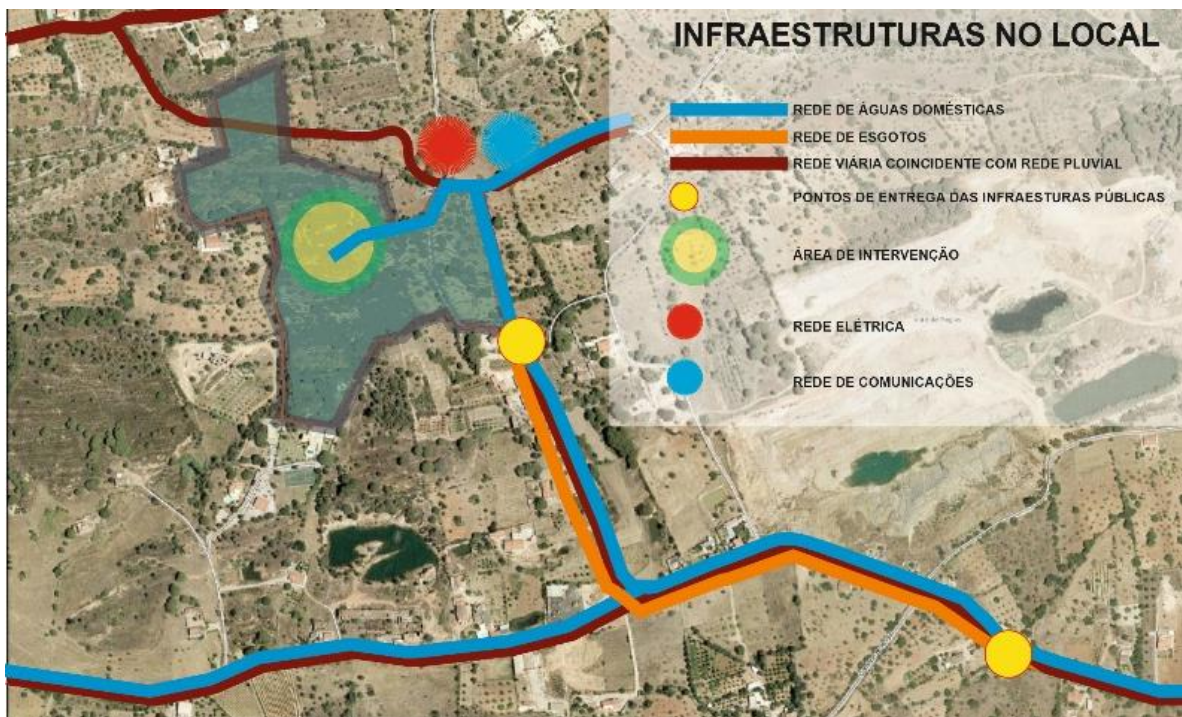 INFRAESTRUTURAS NO LOCAL
REDE DE ÁGUAS DOMÉSTICAS
REDE DE ESGOTOS
REDE VIÁRIA COINCIDENTE COM REDE PLUVIAL
PONTOS DE ENTREGA DAS INFRAESTURAS PÚBLICAS
ÁREA DE INTERVENÇÃO
REDE ELÉTRICA
REDE DE COMUNICAÇÕES